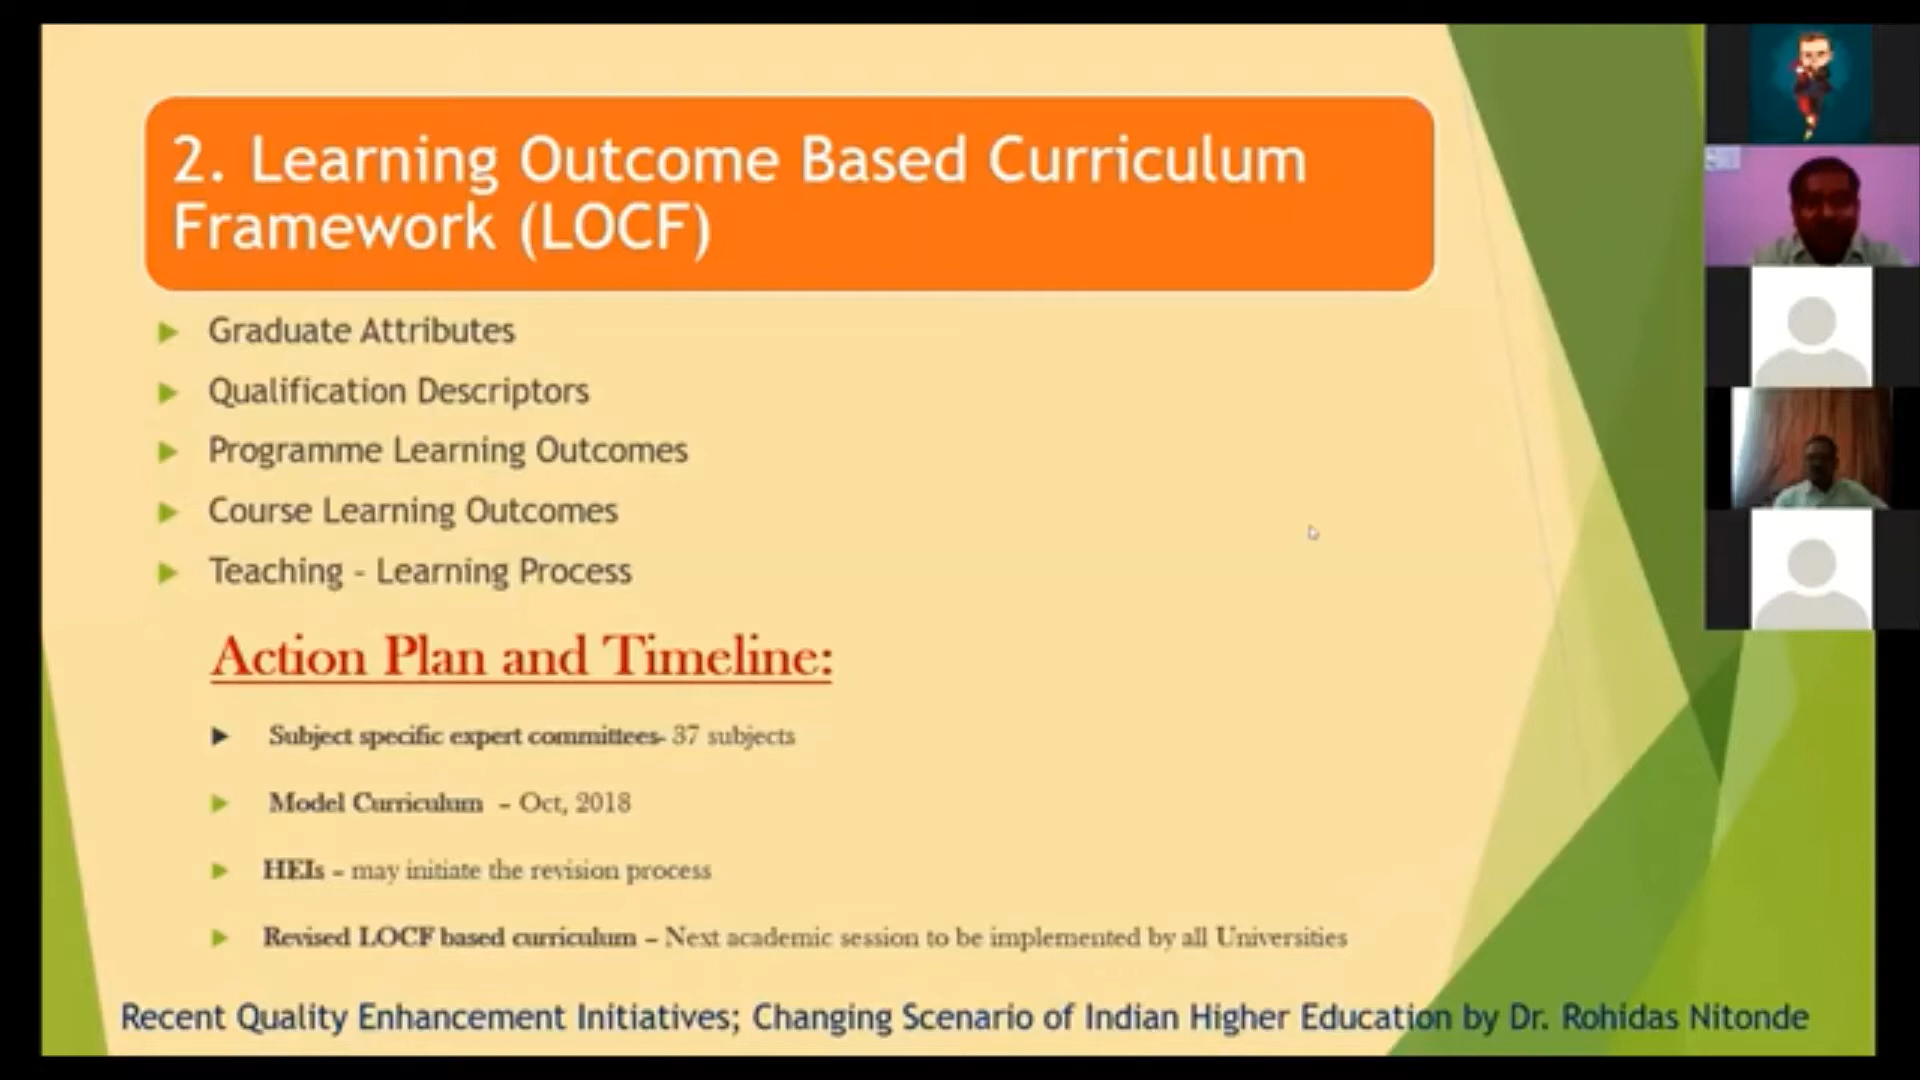 2. Learning Outcome Based Curriculum
Framework (LOCF)
Graduate Attributes
Qualification Descriptors
Programme Learning Outcomes
Course Learning Outcomes
Teaching - Learning Process
Action Plan and Timeline:
Subject specific expert committees- 37 subjects
Model Curriculum – Oct, 2018
HEIs – may initiate the revision process
Revised LOCF based curriculum – Next academic session to be implemented by all Universities
Recent Quality Enhancement Initiatives; Changing Scenario of Indian Higher Education by Dr. Rohidas Nitonde